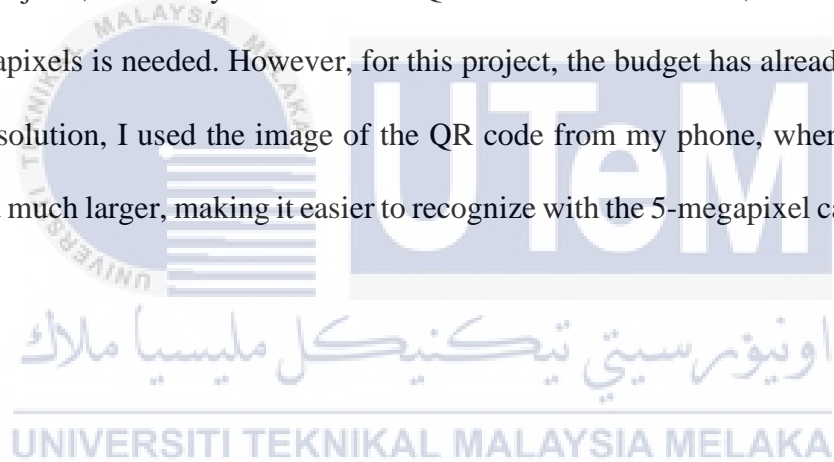 MALAYSIA
apixels is needed. However, for this project, the budget has alread
solution, I used the image of the QR code from my phone, wher
much larger, making it easier to recognize with the 5-megapixel ca
UTeM
اونيۏرسيتي تيكنيكل مليسيا ملاك
UNIVERSITI TEKNIKAL MALAYSIA MELAKA